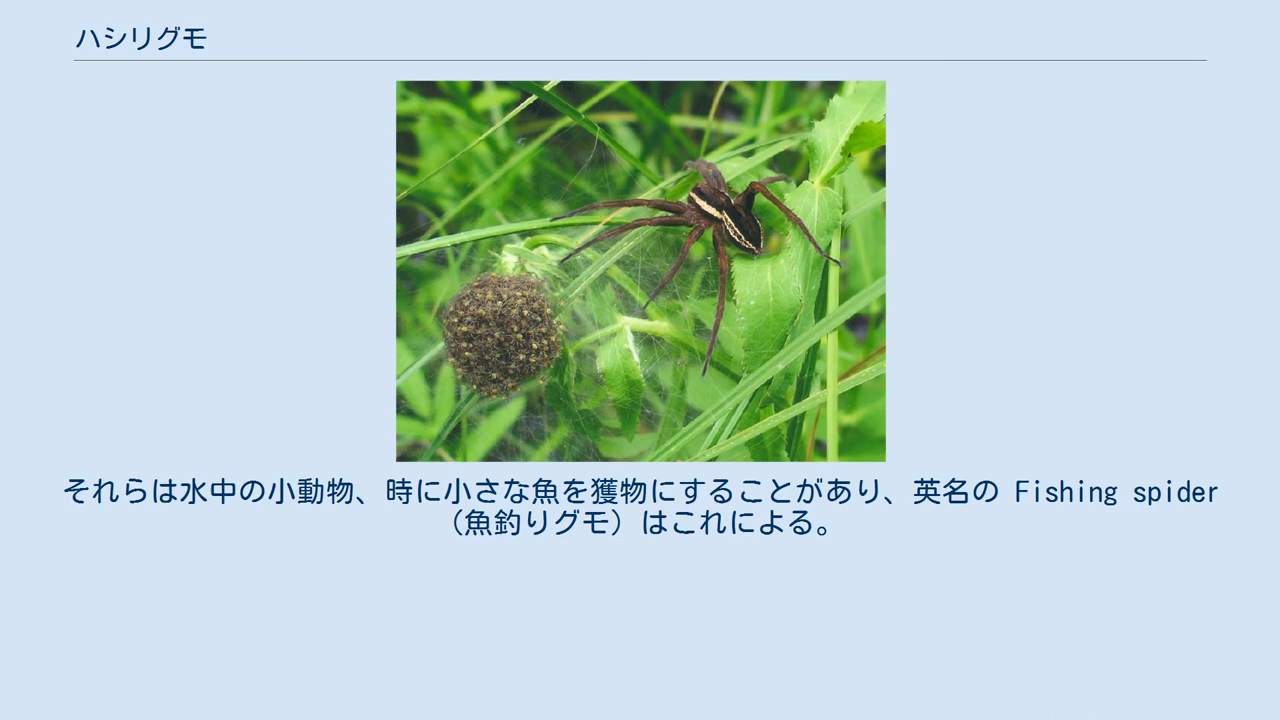 ハシリグモ
それらは水中の小動物、時に小さな魚を獲物にすることがあり、英名の Fishing spider
（魚釣りグモ）はこれによる。